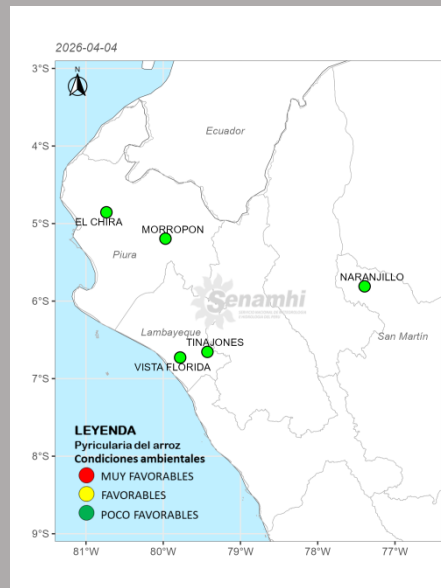 2026-04-04
3°S
N
4°S
Ecuador
5°S
EL CHIRA
MORROPON
Piura
6°S
NARANJILLO
Senamhi
Lambayeque
San Martín
TINAJONES
VISTA FLORIDA
7°S
LEYENDA
Pyricularia del arroz
Condiciones ambientales
MUY FAVORABLES
FAVORABLES
POCO FAVORABLES
8°S
9°S
81°W
80°W
79°W
78°W
77°W